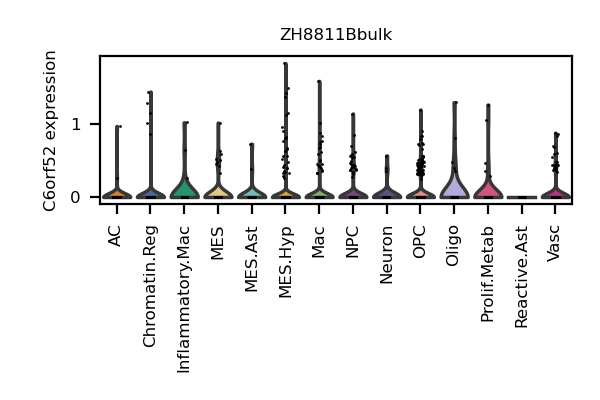 ZH8811Bbulk
C6orf52 expression
1
0
AC
Chromatin.Reg
Inflammatory.Mac
MES
MES.Ast
MES.Hyp
Mac
NPC
Neuron
OPC
Oligo
Prolif.Metab
Reactive.Ast
Vasc